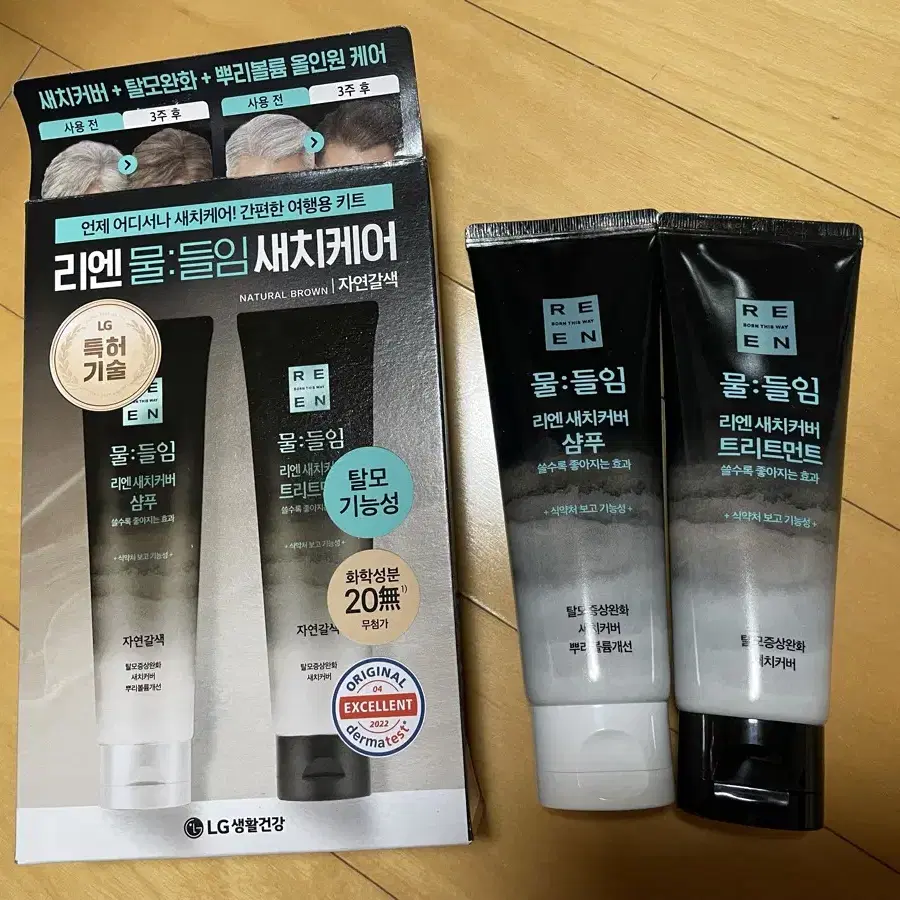 새치커버 + 탈모완화 + 뿌리볼륨 올인원 케어
사용 전
3주 후
사용 전
3주 후
언제 어디서나 새치케어! 간편한 여행용 키트
리엔 물:들임 새치케어
NATURAL BROWN | 자연갈색
LG
특허
기술
RE
BORN THIS WAY
EN
물:들임
리엔 새치커버
샴푸
쓸수록 좋아지는 효과
+ 식약처 보고 기능성 +
자연갈색
탈모증상완화
새치커버
뿌리볼륨개선
RE
BORN THIS WAY
EN
물:들임
리엔 새치커
트리트먼
쓸수록 좋아지는
+ 식약처 보고 기능성 +
자연갈색
탈모증상완화
새치커버
탈모
기능성
화학성분
20無1)
무첨가
ORIGINAL
04
EXCELLENT
2022
dermatest®
LG생활건강
RE
BORN THIS WAY
EN
물:들임
리엔 새치커버
샴푸
쓸수록 좋아지는 효과
+ 식약처 보고 기능성 +
탈모증상완화
새치커버
뿌리볼륨개선
RE
BORN THIS WAY
EN
물:들임
리엔 새치커버
트리트먼트
쓸수록 좋아지는 효과
+ 식약처 보고 기능성 +
탈모증상완화
새치커버